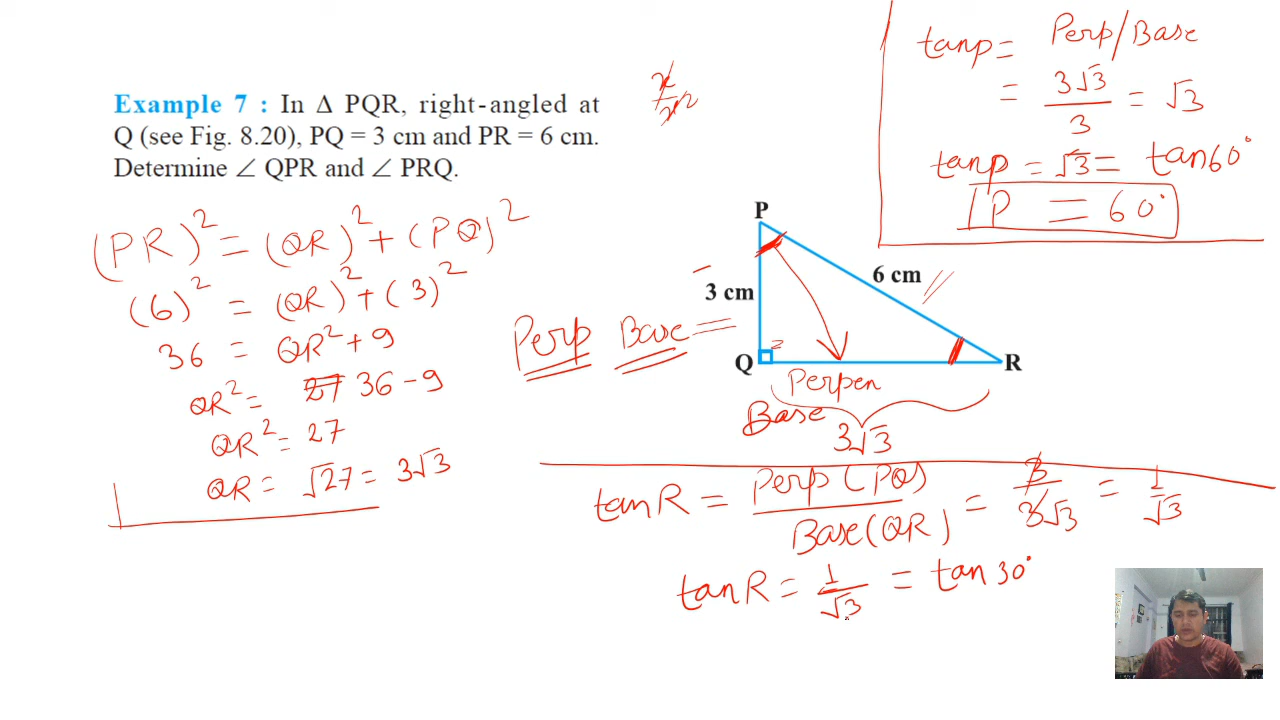 Example 7 : In Δ PQR, right-angled at
Q (see Fig. 8.20), PQ = 3 cm and PR = 6 cm.
Determine ∠ QPR and ∠ PRQ.
(PR)² = (QR)² + (PQ)²
(6)² = (QR)² + (3)²
36 = QR² + 9
QR² = 36 - 9
QR² = 27
QR = √27 = 3√3
tanp = Perp/Base
= 3√3/3 = √3
tanp = √3 = tan60°
P = 60°
P
3 cm
6 cm
Perp Base =
Q
R
Perpen
Base
3√3
tanR = Perp(PQ)/Base(QR) = 3/3√3 = 1/√3
tanR = 1/√3 = tan30°